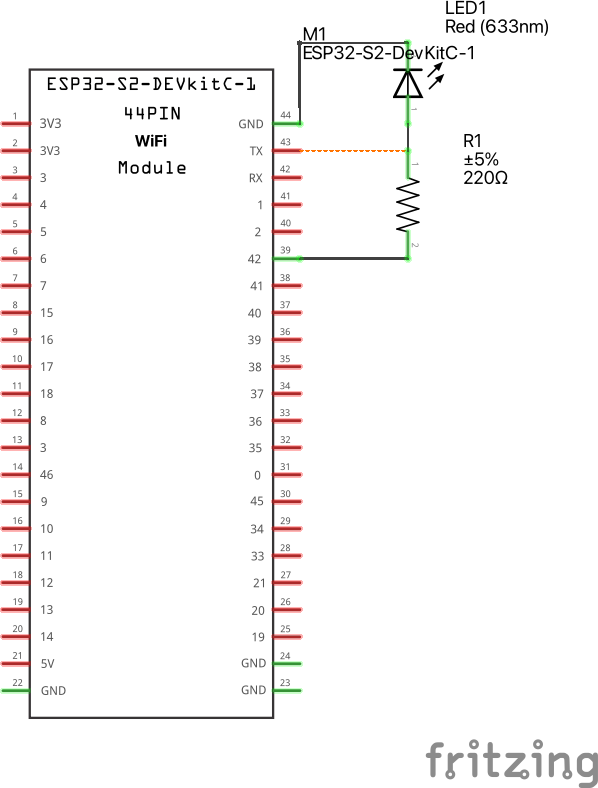 LED1
Red (633nm)
M1
ESP32-S2-DevKitC-1
ESP32-S2-DEVkitC-1
44PIN
WiFi
Module
1 3V3 GND 44
2 3V3 TX 43
3 3 RX 42
4 4 1 41
5 5 2 40
6 6 42 39
7 7 41 38
8 15 40 37
9 16 39 36
10 17 38 35
11 18 37 34
12 8 36 33
13 3 35 32
14 46 0 31
15 9 45 30
16 10 34 29
17 11 33 28
18 12 21 27
19 13 20 26
20 14 19 25
21 5V GND 24
22 GND GND 23
1
1
2
R1
±5%
220Ω
fritzing